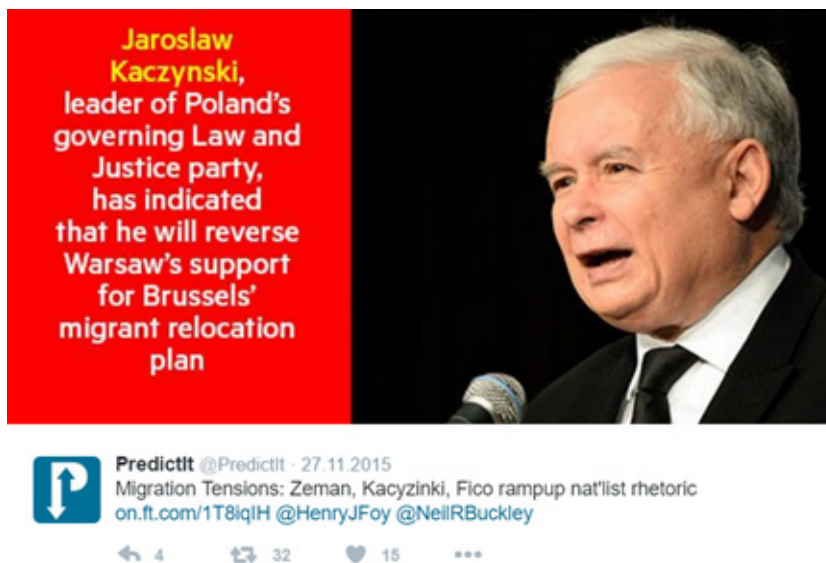 Jaroslaw
Kaczynski,
leader of Poland's
governing Law and
Justice party,
has indicated
that he will reverse
Warsaw's support
for Brussels'
migrant relocation
plan
PredictIt @PredictIt · 27.11.2015
Migration Tensions: Zeman, Kacyzinki, Fico rampup nat'list rhetoric
on.ft.com/1T8iqIH @HenryJFoy @NeilRBuckley
4 32 15